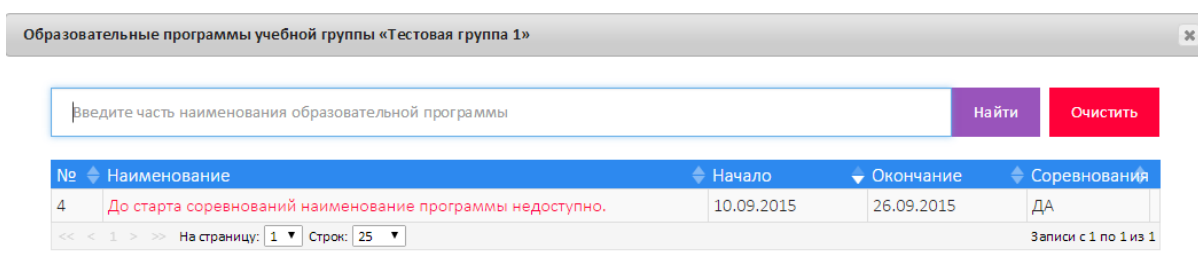 Образовательные программы учебной группы «Тестовая группа 1»
Введите часть наименования образовательной программы Найти Очистить
№ Наименование Начало Окончание Соревнования
4 До старта соревнований наименование программы недоступно. 10.09.2015 26.09.2015 ДА
<< < 1 > >> На страницу: 1 Строк: 25 Записи с 1 по 1 из 1